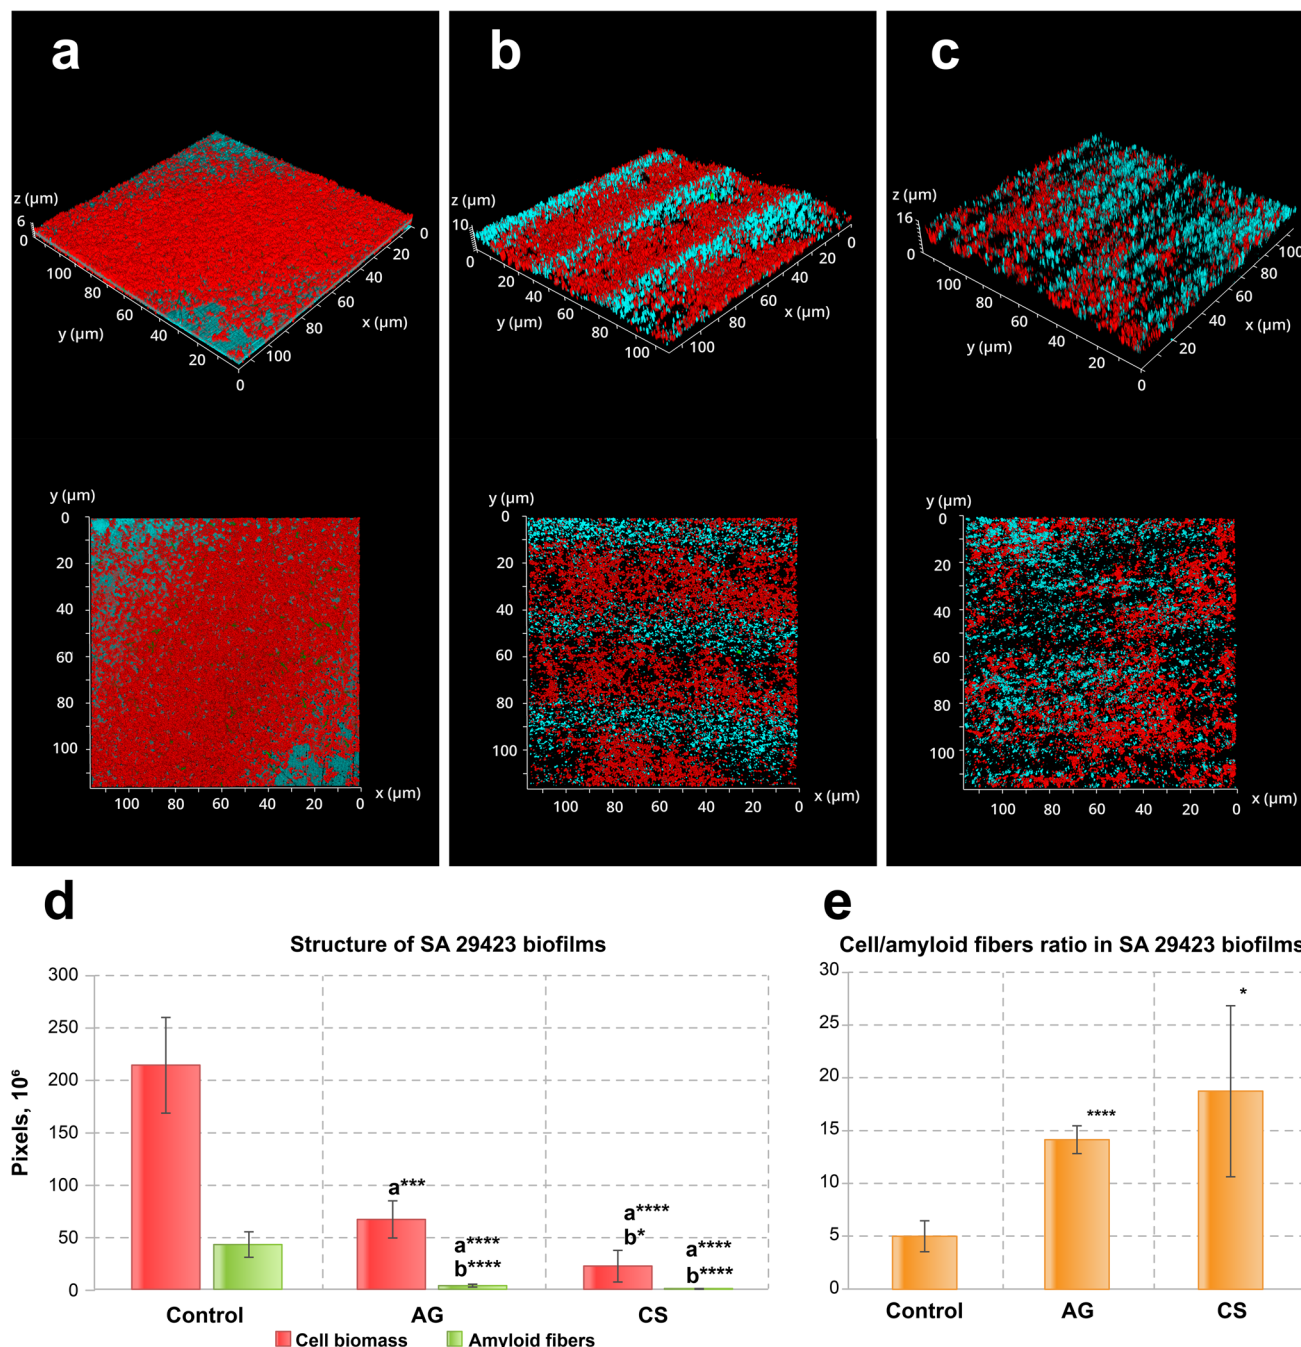 a
b
c
z (µm)
6
0
100
80
60
y (µm)
40
20
0
100
80
60
x (µm)
40
20
0
z (µm)
10
0
20
40
y (µm)
60
80
100
100
80
x (µm)
60
40
20
0
z (µm)
16
0
100
80
60
y (µm)
40
20
0
20
40
x (µm)
60
80
100
y (µm)
0
20
40
60
80
100
100
80
60
40
20
0
x (µm)
y (µm)
0
20
40
60
80
100
100
80
60
40
20
0
x (µm)
y (µm)
0
20
40
60
80
100
100
80
60
40
20
0
x (µm)
d
Structure of SA 29423 biofilms
Pixels, 10⁶
300
250
200
150
100
50
0
a***
a****
b****
a****
b*
a****
b****
Control
AG
CS
Cell biomass
Amyloid fibers
e
Cell/amyloid fibers ratio in SA 29423 biofilms
30
25
20
15
10
5
0
****
*
Control
AG
CS